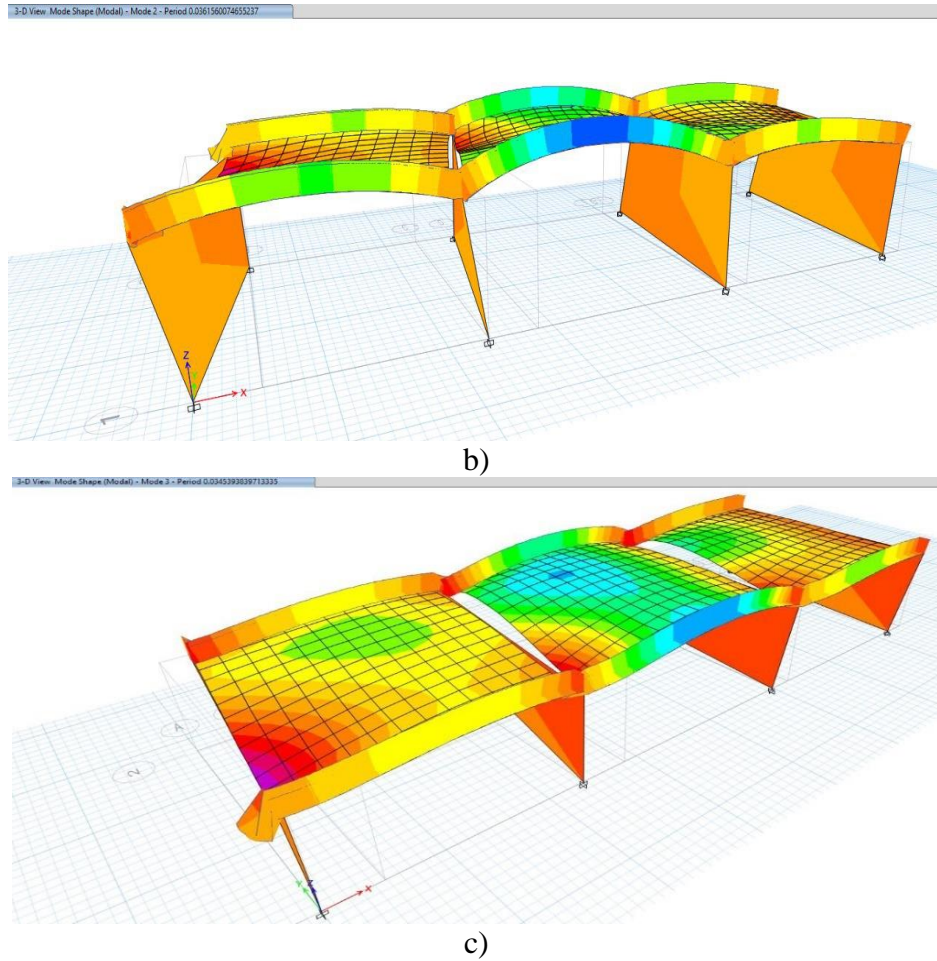 3-D View Mode Shape (Modal) - Mode 2 - Period 0.0361560074655237
Z
X
1
b)
3-D View Mode Shape (Modal) - Mode 3 - Period 0.0345393839713335
2
Y
Z
X
c)